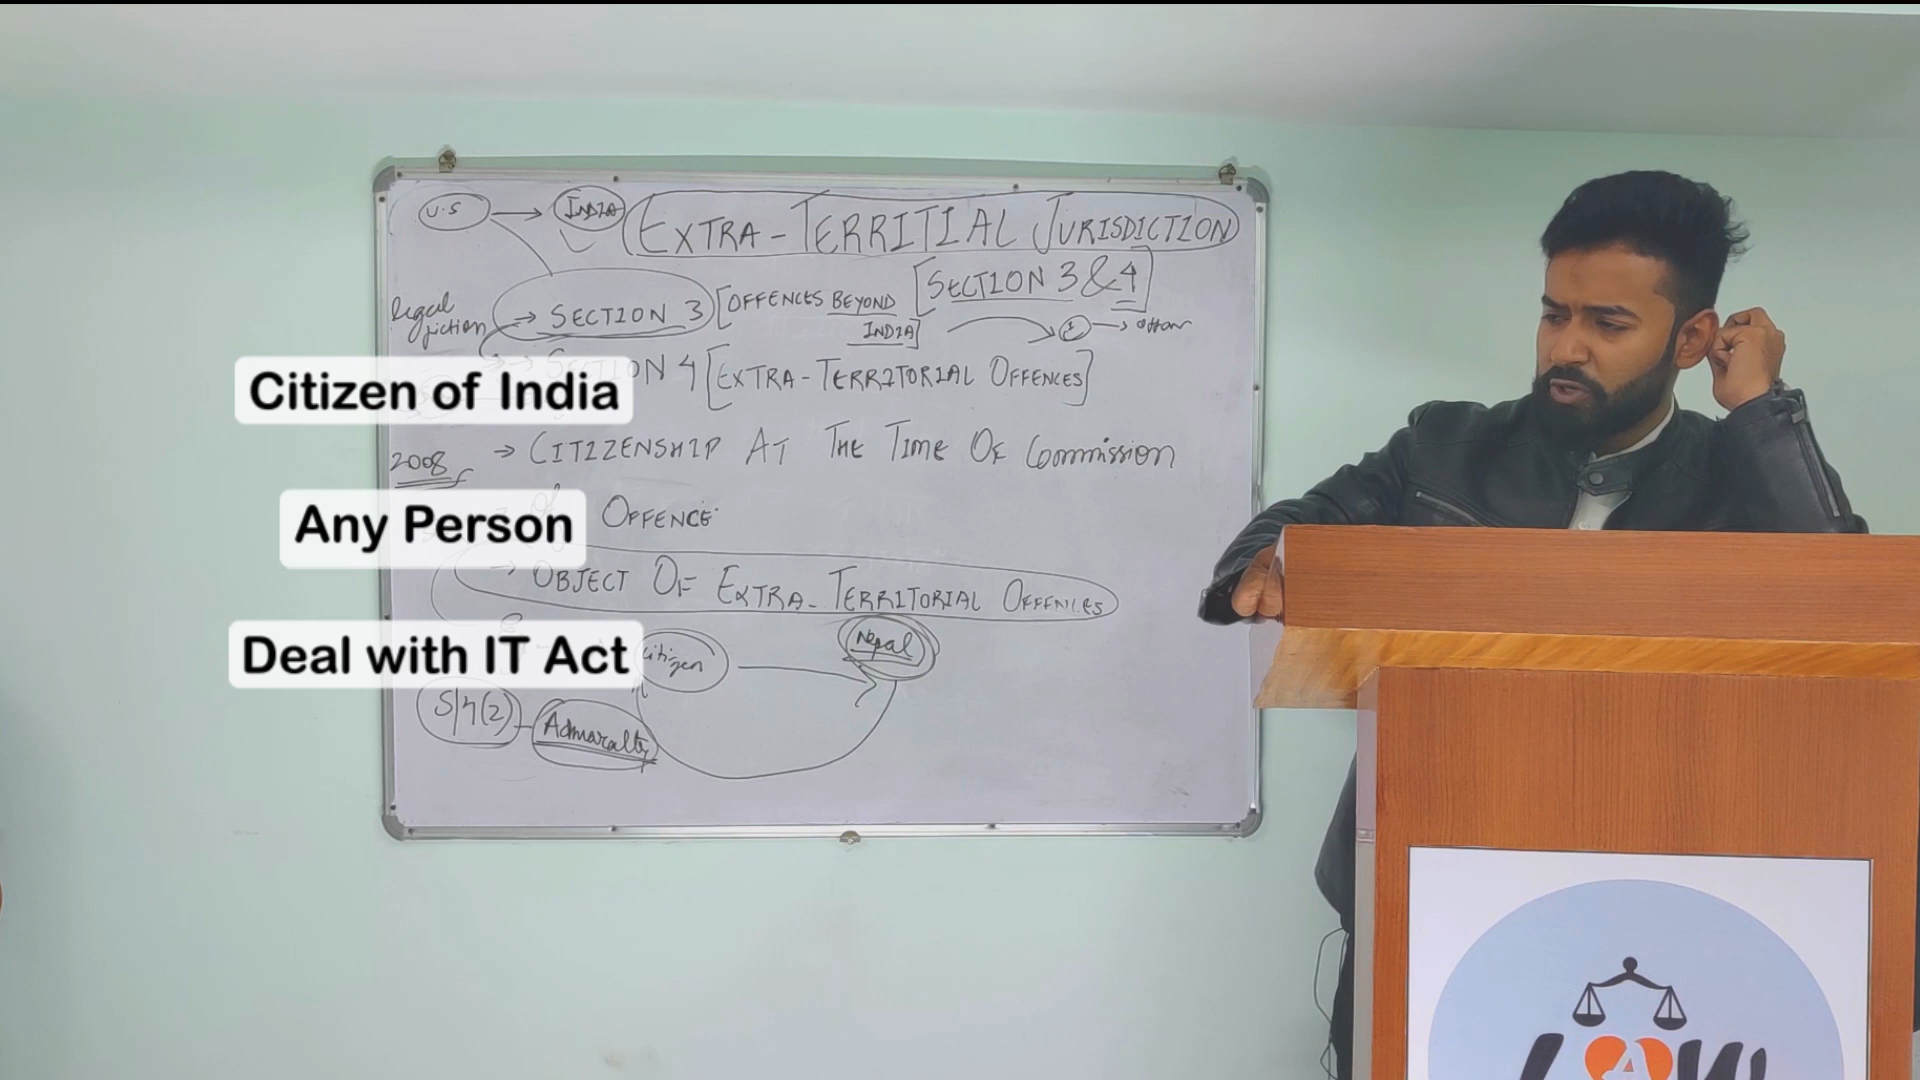 U.S → INDIA EXTRA-TERRITIAL JURISDICTION
[SECTION 3 & 4]
legal fiction
→ SECTION 3 [OFFENCES BEYOND INDIA]
SECTION 4 [EXTRA-TERRITORIAL OFFENCES]
Citizen of India
2008 → CITIZENSHIP AT THE TIME OF Commission
of OFFENCE
Any Person
→ OBJECT OF EXTRA-TERRITORIAL OFFENCES
Deal with IT Act
citizen → Nepal
S/4(2) - Admaralty
LAW